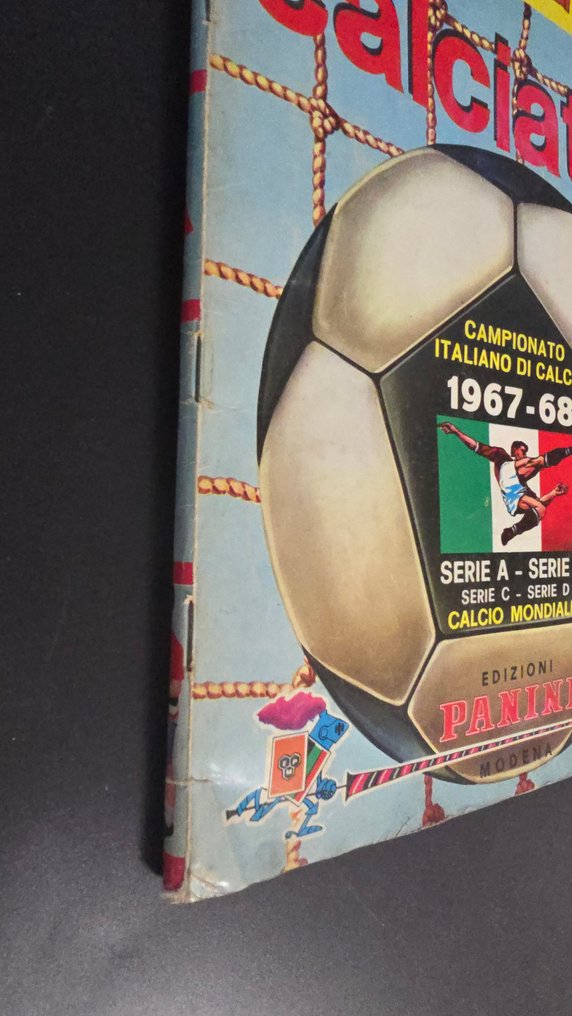 calciat
CAMPIONATO
ITALIANO DI CALC
1967-68
SERIE A - SERIE
SERIE C - SERIE D
CALCIO MONDIAL
EDIZIONI
PANINI
MODENA